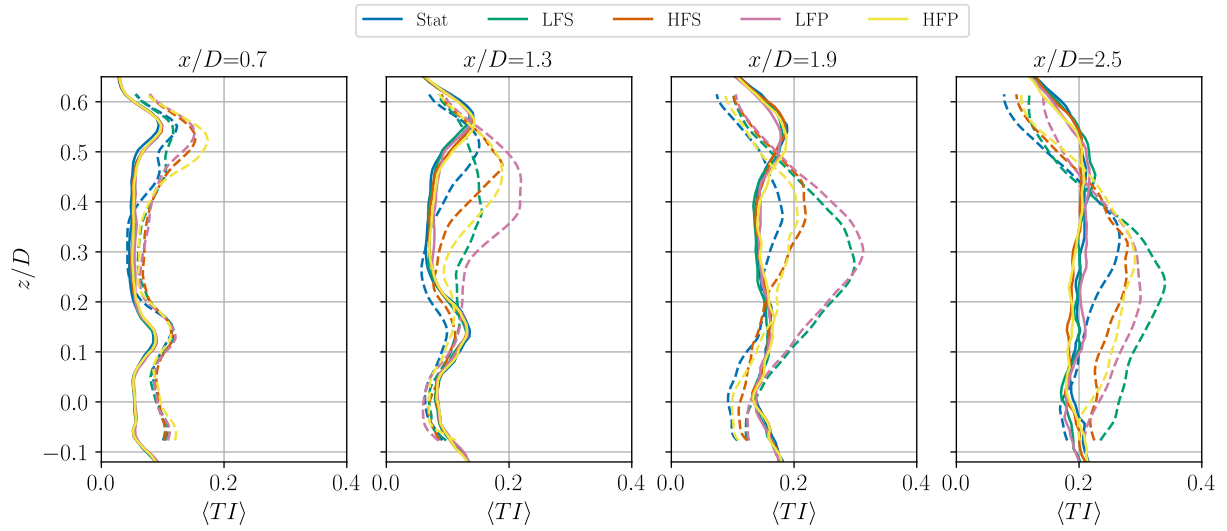 Stat LFS HFS LFP HFP
x/D=0.7 x/D=1.3 x/D=1.9 x/D=2.5
z/D
0.6
0.5
0.4
0.3
0.2
0.1
0.0
−0.1
0.0 0.2 0.4 0.0 0.2 0.4 0.0 0.2 0.4 0.0 0.2 0.4
⟨TI⟩ ⟨TI⟩ ⟨TI⟩ ⟨TI⟩